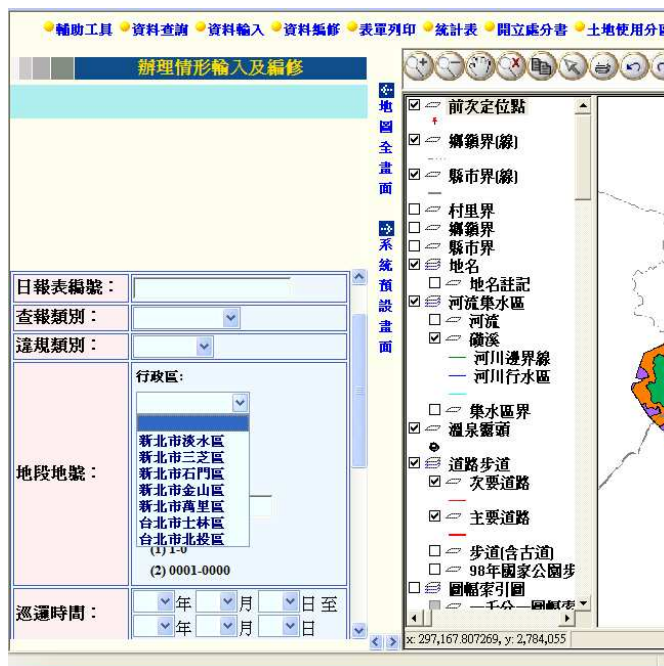 輔助工具 資料查詢 資料輸入 資料編修 表單列印 統計表 開立處分書 土地使用分區
辦理情形輸入及編修
地圖全畫面
系統預設畫面
日報表編號：
查報類別：
違規類別：
地段地號：
行政區:
新北市淡水區
新北市三芝區
新北市石門區
新北市金山區
新北市萬里區
台北市士林區
台北市北投區
(1) 1-0
(2) 0001-0000
巡邏時間：
年 月 日 至
年 月 日
前次定位點
鄉鎮界(線)
縣市界(線)
村里界
鄉鎮界
縣市界
地名
地名註記
河流集水區
河流
磺溪
河川邊界線
河川行水區
集水區界
溫泉露頭
道路步道
次要道路
主要道路
步道(含古道)
98年國家公園步
圖幅索引圖
一千分一圖幅索
x: 297,167.807269, y: 2,784,055